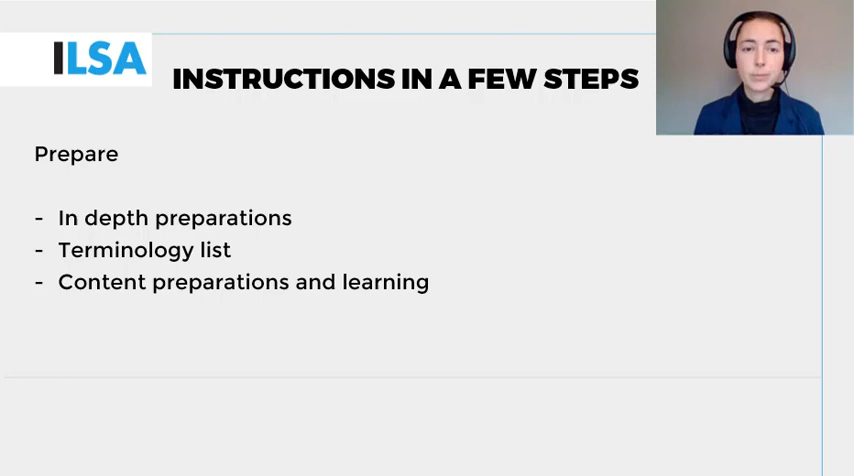 ILSA
INSTRUCTIONS IN A FEW STEPS
Prepare
- In depth preparations
- Terminology list
- Content preparations and learning